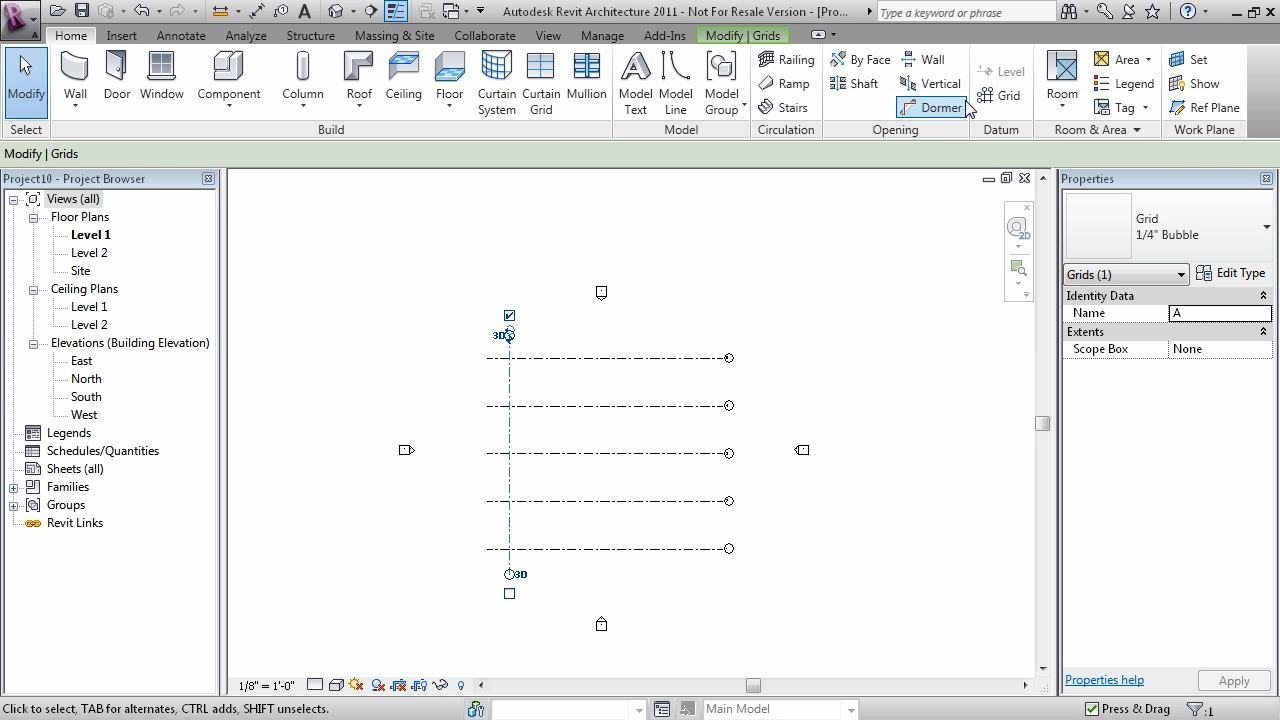 Autodesk Revit Architecture 2011 - Not For Resale Version - [Pro...
Type a keyword or phrase
Home Insert Annotate Analyze Structure Massing & Site Collaborate View Manage Add-Ins Modify | Grids
Modify
Wall
Door
Window
Component
Column
Roof
Ceiling
Floor
Curtain System
Curtain Grid
Mullion
Model Text
Model Line
Model Group
Railing
Ramp
Stairs
By Face
Shaft
Wall
Vertical
Dormer
Level
Grid
Room
Area
Legend
Tag
Set
Show
Ref Plane
Select Build Model Circulation Opening Datum Room & Area Work Plane
Modify | Grids
Project10 - Project Browser
Views (all)
Floor Plans
Level 1
Level 2
Site
Ceiling Plans
Level 1
Level 2
Elevations (Building Elevation)
East
North
South
West
Legends
Schedules/Quantities
Sheets (all)
Families
Groups
Revit Links
2D
3D
3D
Properties
Grid
1/4" Bubble
Grids (1)
Edit Type
Identity Data
Name A
Extents
Scope Box None
Properties help
Apply
1/8" = 1'-0"
Click to select, TAB for alternates, CTRL adds, SHIFT unselects.
Main Model
Press & Drag
:1